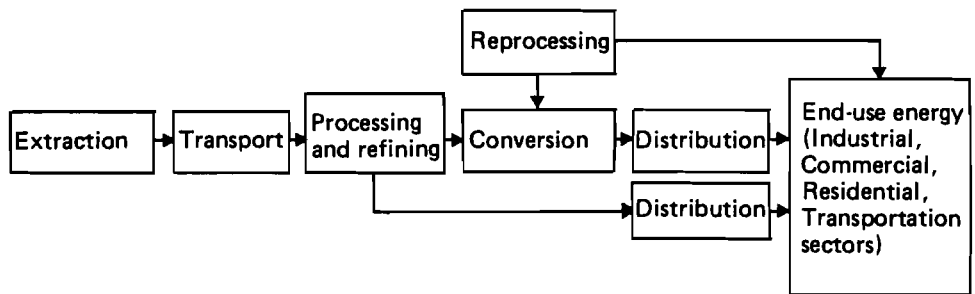 Reprocessing
Extraction
Transport
Processing
and refining
Conversion
Distribution
Distribution
End-use energy
(Industrial,
Commercial,
Residential,
Transportation
sectors)